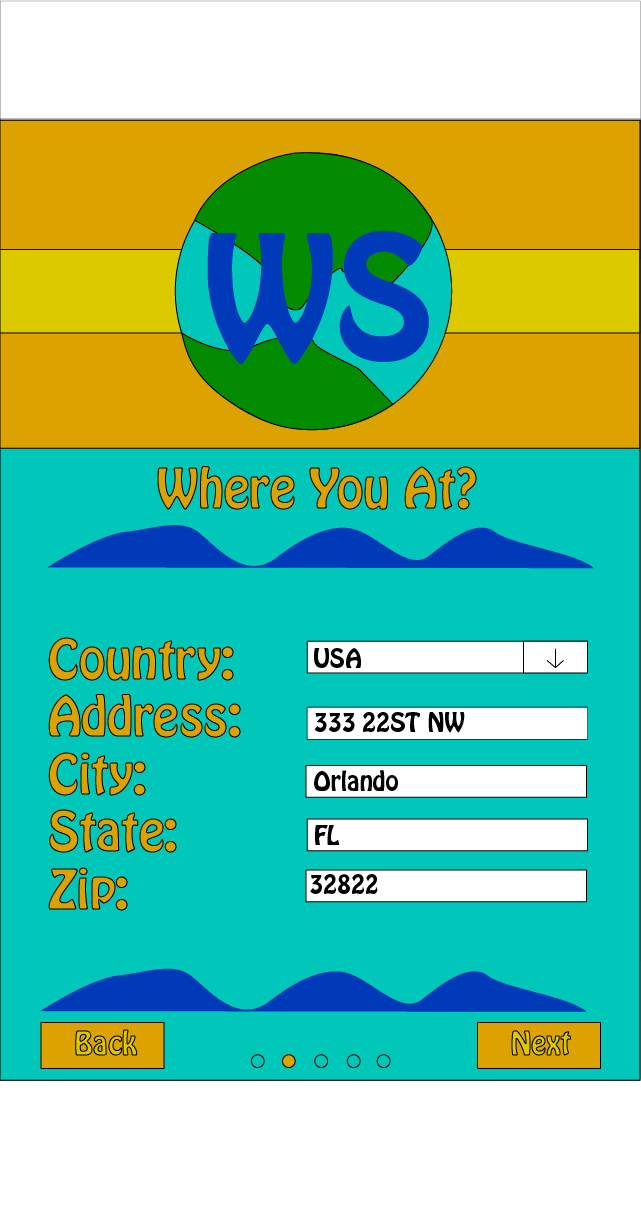 WS
Where You At?
Country: USA
Address: 333 22ST NW
City: Orlando
State: FL
Zip: 32822
Back Next